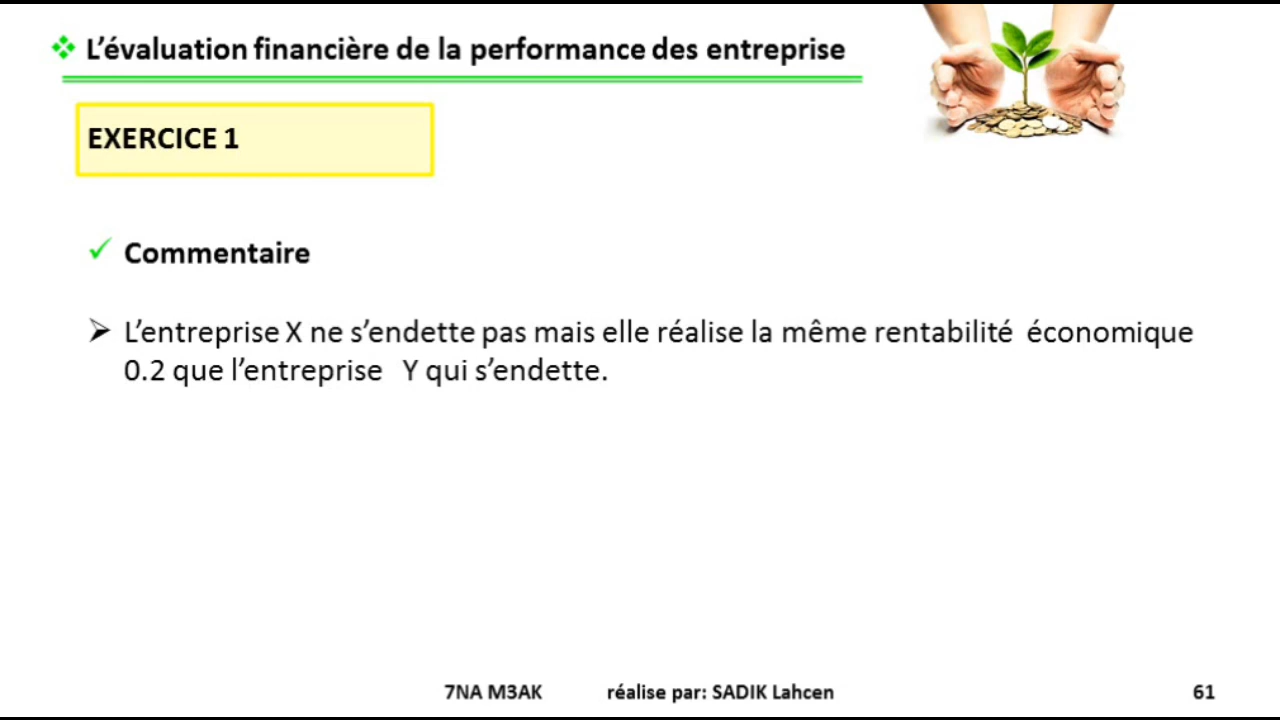 L’évaluation financière de la performance des entreprise
EXERCICE 1
Commentaire
L’entreprise X ne s’endette pas mais elle réalise la même rentabilité économique
0.2 que l’entreprise Y qui s’endette.
7NA M3AK réalise par: SADIK Lahcen 61